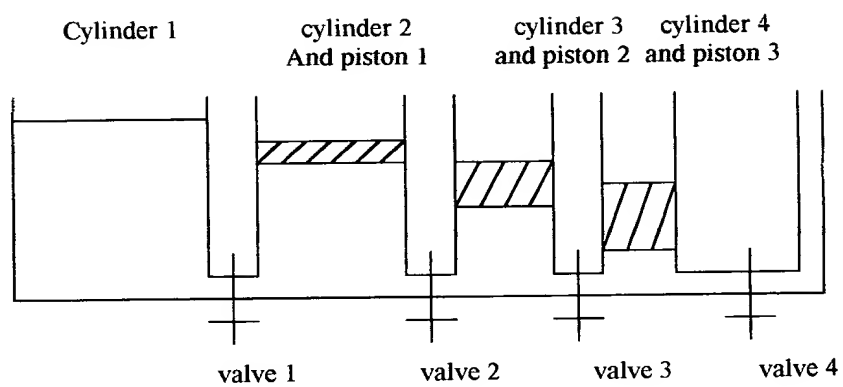 Cylinder 1
cylinder 2
And piston 1
cylinder 3
and piston 2
cylinder 4
and piston 3
valve 1
valve 2
valve 3
valve 4